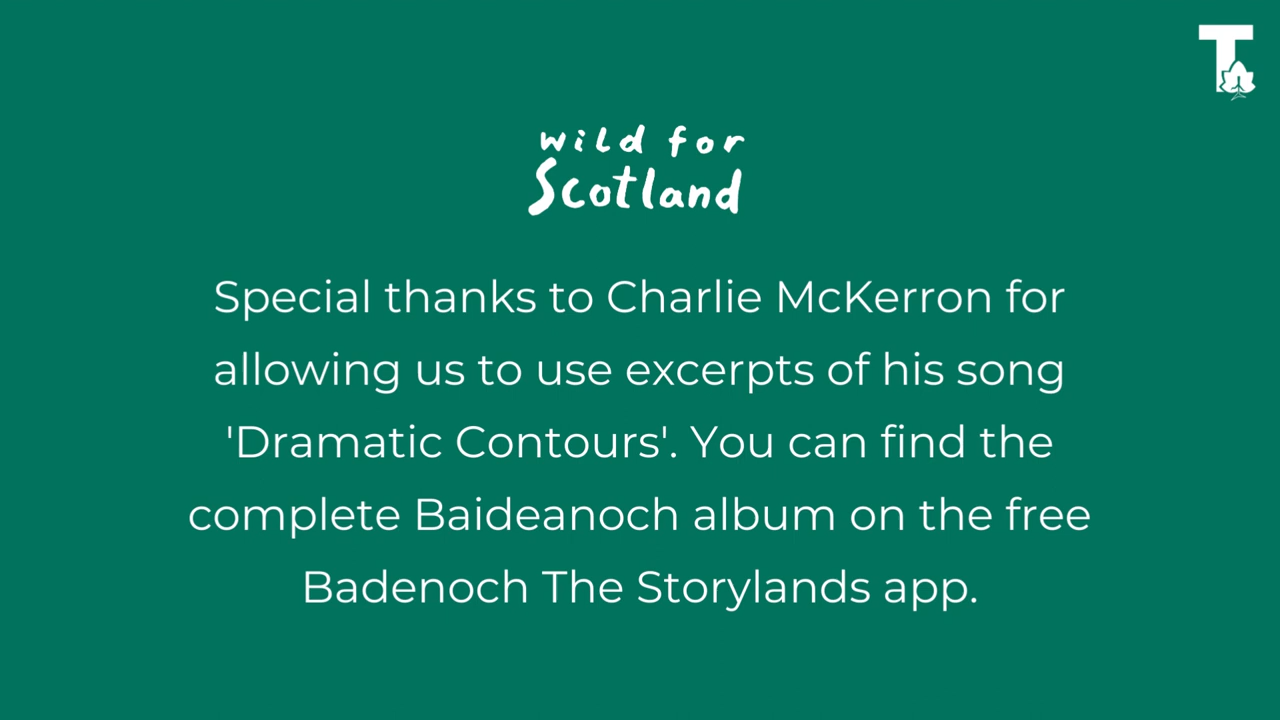 T
wild for
Scotland
Special thanks to Charlie McKerron for
allowing us to use excerpts of his song
'Dramatic Contours'. You can find the
complete Baideanoch album on the free
Badenoch The Storylands app.